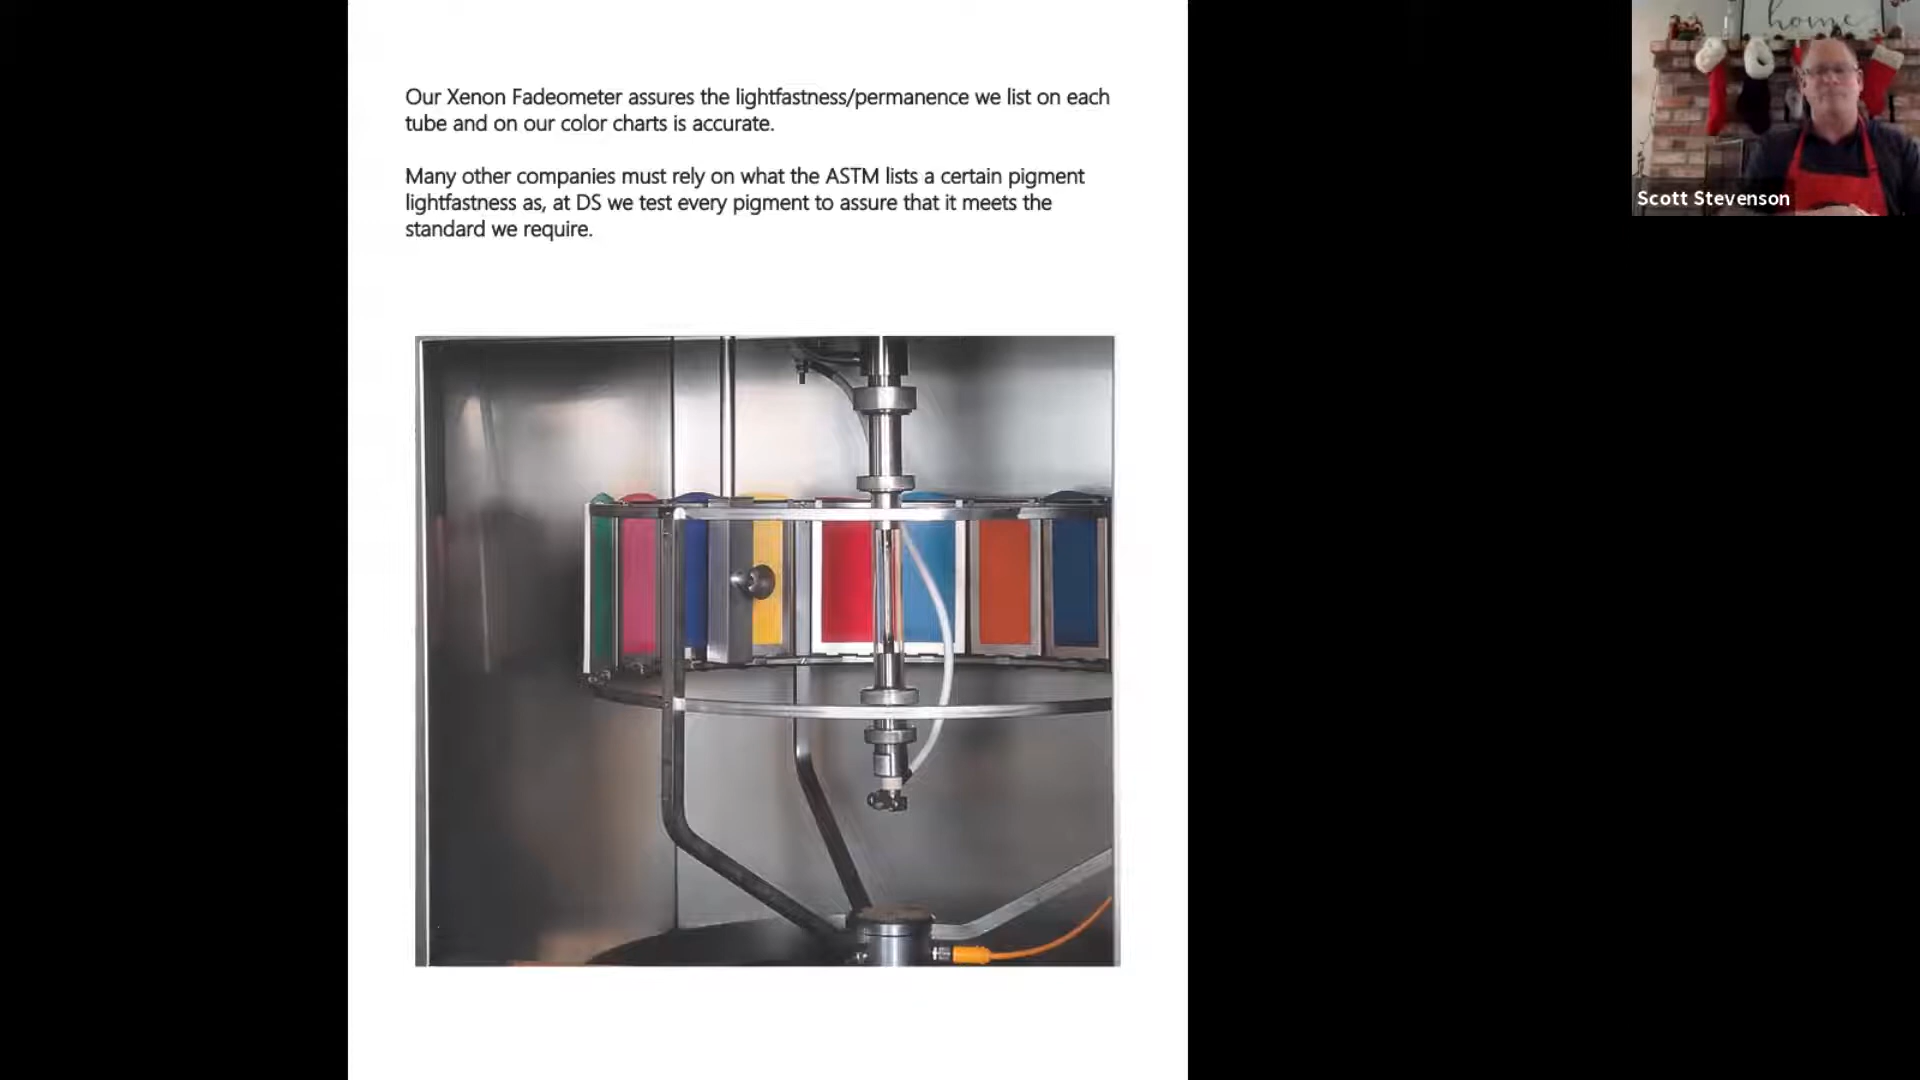 Our Xenon Fadeometer assures the lightfastness/permanence we list on each
tube and on our color charts is accurate.
Many other companies must rely on what the ASTM lists a certain pigment
lightfastness as, at DS we test every pigment to assure that it meets the
standard we require.
home
Scott Stevenson